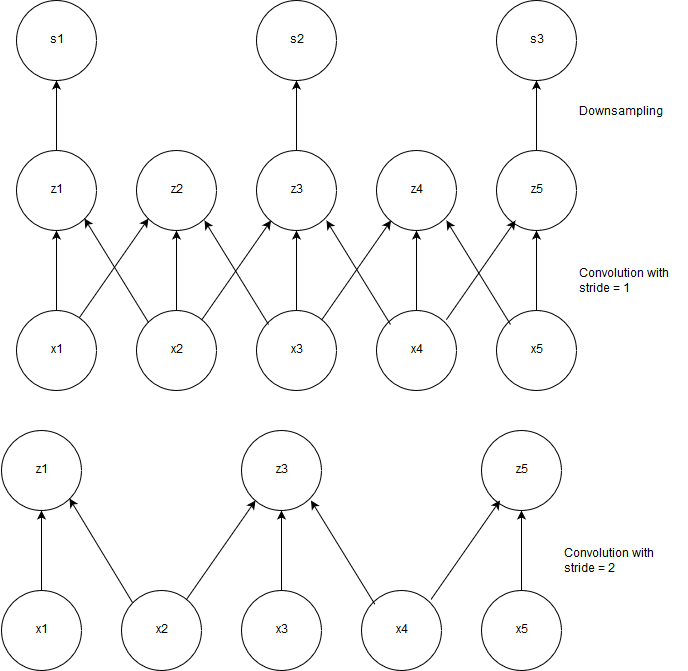 s1 s2 s3
Downsampling
z1 z2 z3 z4 z5
Convolution with
stride = 1
x1 x2 x3 x4 x5
z1 z3 z5
Convolution with
stride = 2
x1 x2 x3 x4 x5